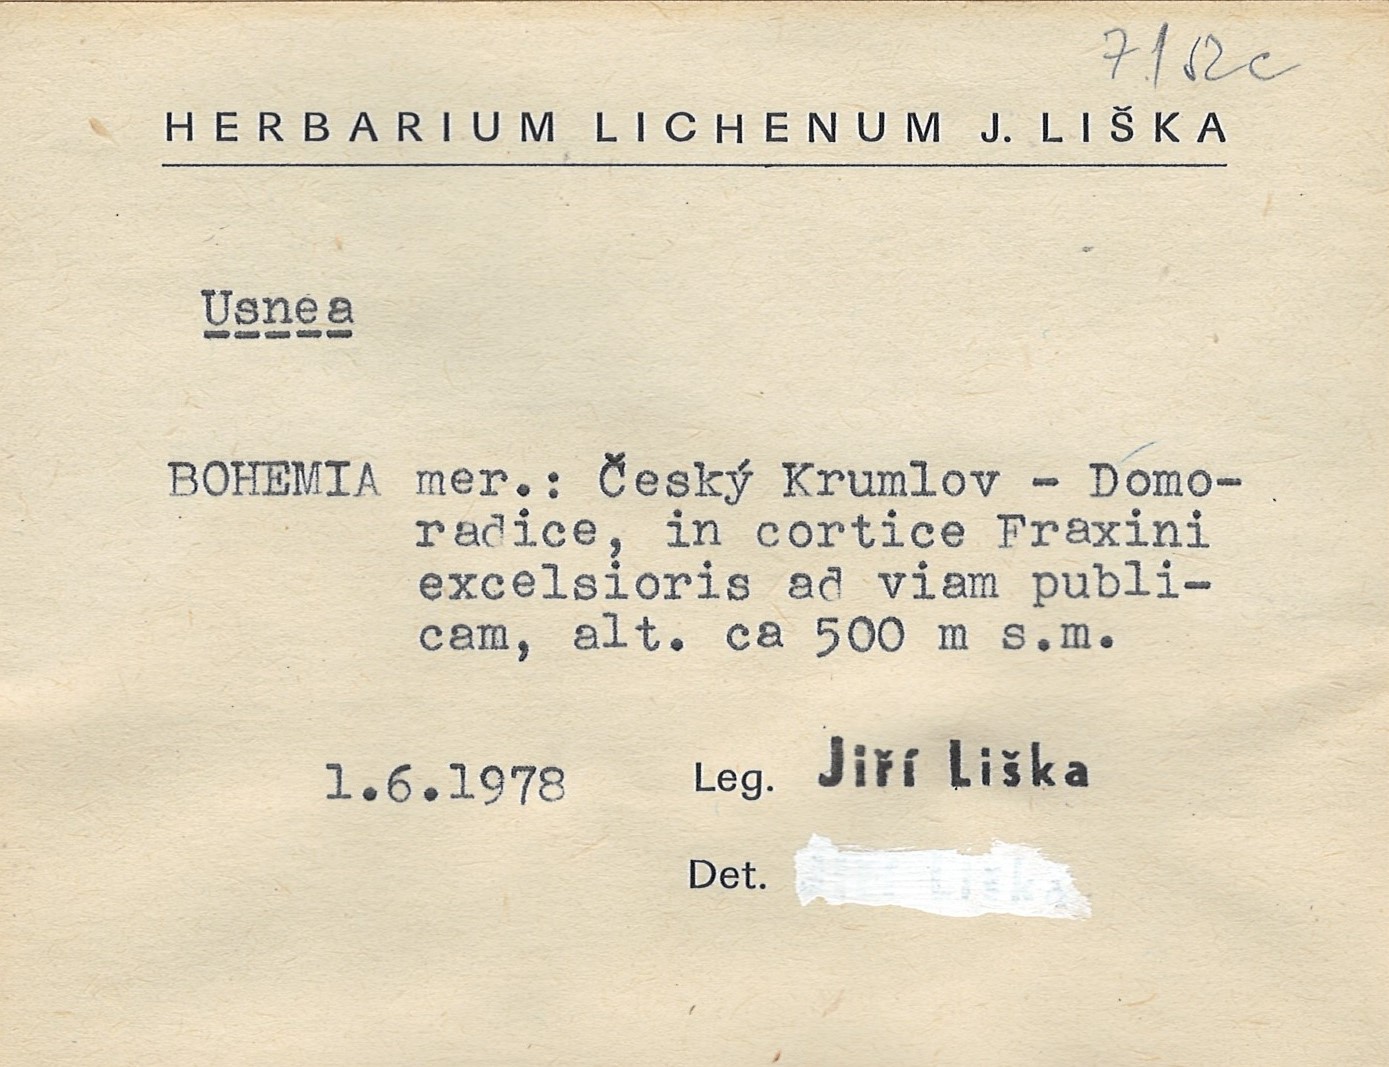 7/52c
HERBARIUM LICHENUM J. LIŠKA
Usnea
BOHEMIA mer.: Český Krumlov - Domo-
radice, in cortice Fraxini
excelsioris ad viam publi-
cam, alt. ca 500 m s.m.
1.6.1978 Leg. Jiří Liška
Det.